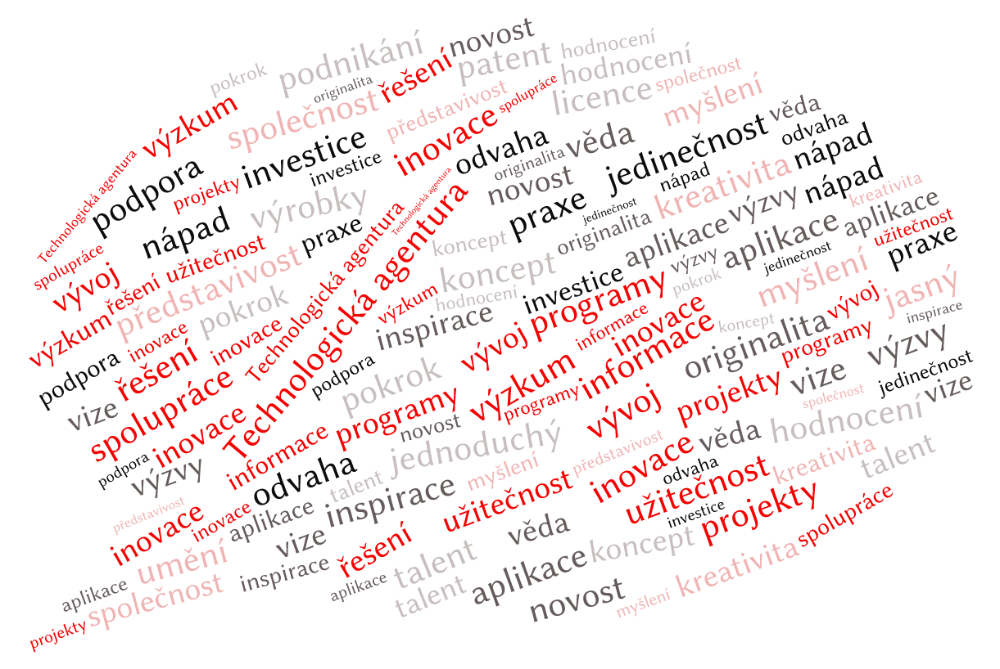 novost
podnikání
hodnocení
patent
řešení
hodnocení
pokrok
originalita
společnost
společnost
licence
spolupráce
představivost
výzkum
myšlení
inovace
věda
odvaha
jedinečnost
odvaha
věda
investice
investice
originalita
nápad
nápad
Technologická agentura
podpora
projekty
novost
kreativita
nápad
kreativita
výrobky
praxe
jedinečnost
výzvy
aplikace
Technologická agentura
nápad
praxe
originalita
aplikace
aplikace
užitečnost
koncept
výzvy
jedinečnost
praxe
spolupráce
užitečnost
Technologická agentura
Technologická agentura
koncept
investice
pokrok
myšlení
jasný
vývoj
řešení
představivost
hodnocení
programy
vývoj
inspirace
výzkum
pokrok
výzkum
inspirace
informace
inovace
koncept
originalita
programy
výzvy
inovace
inovace
vývoj
informace
jedinečnost
podpora
řešení
podpora
pokrok
výzkum
projekty
vize
společnost
vize
vize
spolupráce
programy
programy
vývoj
hodnocení
inovace
novost
věda
podpora
výzvy
informace
jednoduchý
představivost
inovace
odvaha
kreativita
talent
odvaha
talent
myšlení
užitečnost
představivost
inovace
inovace
aplikace
inspirace
užitečnost
investice
projekty
spolupráce
umění
vize
řešení
věda
koncept
aplikace
společnost
inspirace
aplikace
talent
talent
aplikace
kreativita
projekty
novost
myšlení